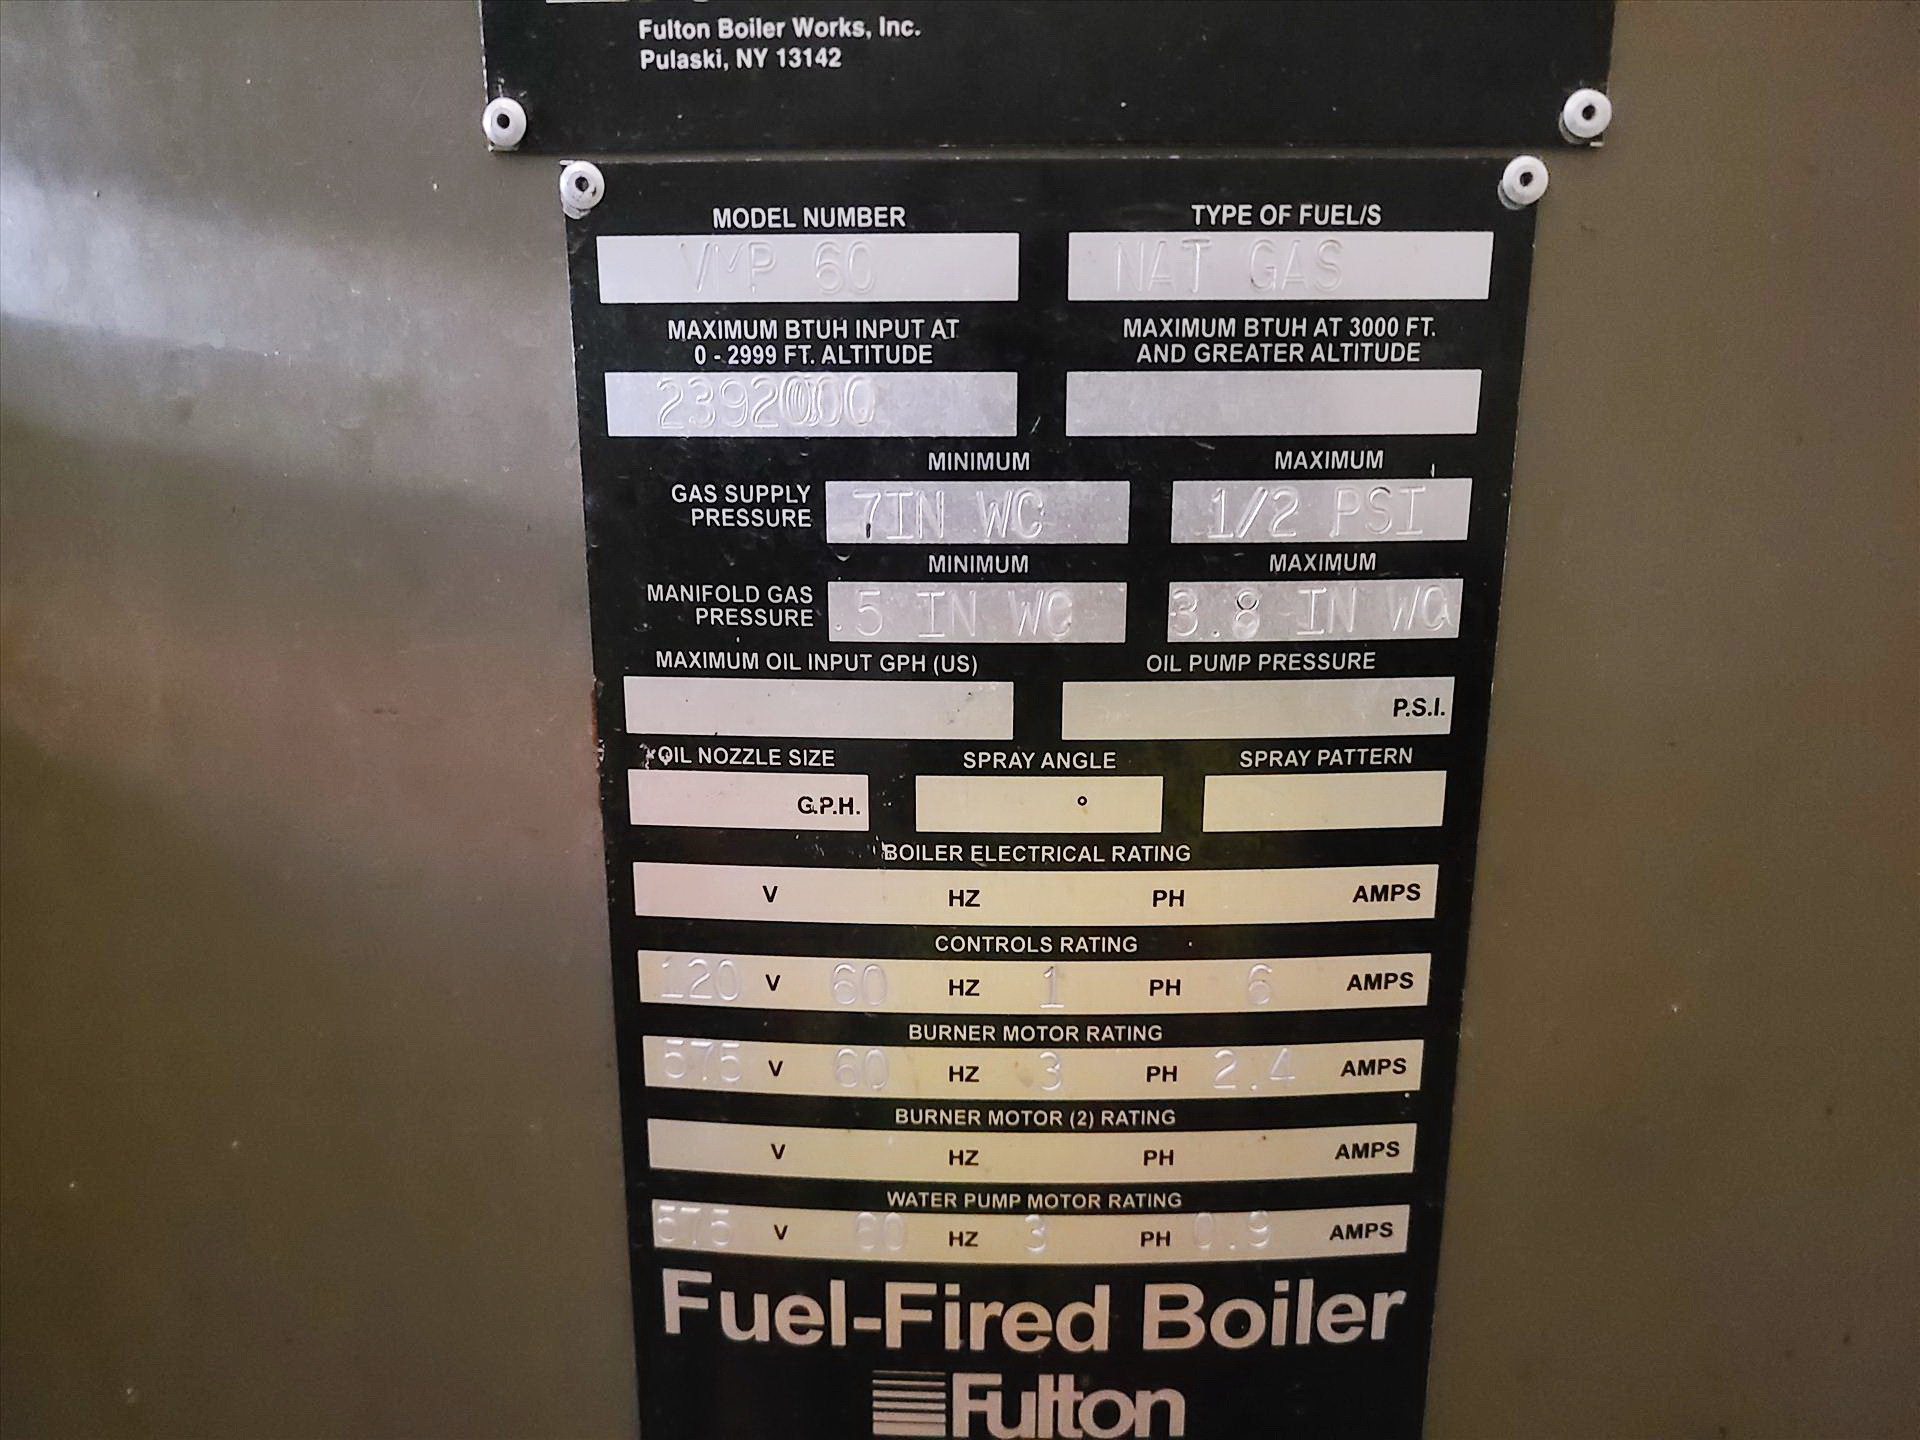 Fulton Boiler Works, Inc.
Pulaski, NY 13142
MODEL NUMBER
VMP 60
TYPE OF FUEL/S
NAT GAS
MAXIMUM BTUH INPUT AT
0 - 2999 FT. ALTITUDE
2392000
MAXIMUM BTUH AT 3000 FT.
AND GREATER ALTITUDE
MINIMUM
MAXIMUM
GAS SUPPLY
PRESSURE
7IN WC
1/2 PSI
MINIMUM
MAXIMUM
MANIFOLD GAS
PRESSURE
.5 IN WC
3.8 IN WC
MAXIMUM OIL INPUT GPH (US)
OIL PUMP PRESSURE
P.S.I.
OIL NOZZLE SIZE
SPRAY ANGLE
SPRAY PATTERN
G.P.H.
°
BOILER ELECTRICAL RATING
V HZ PH AMPS
CONTROLS RATING
120 V 60 HZ 1 PH 6 AMPS
BURNER MOTOR RATING
575 V 60 HZ 3 PH 2.4 AMPS
BURNER MOTOR (2) RATING
V HZ PH AMPS
WATER PUMP MOTOR RATING
575 V 60 HZ 3 PH 0.9 AMPS
Fuel-Fired Boiler
Fulton